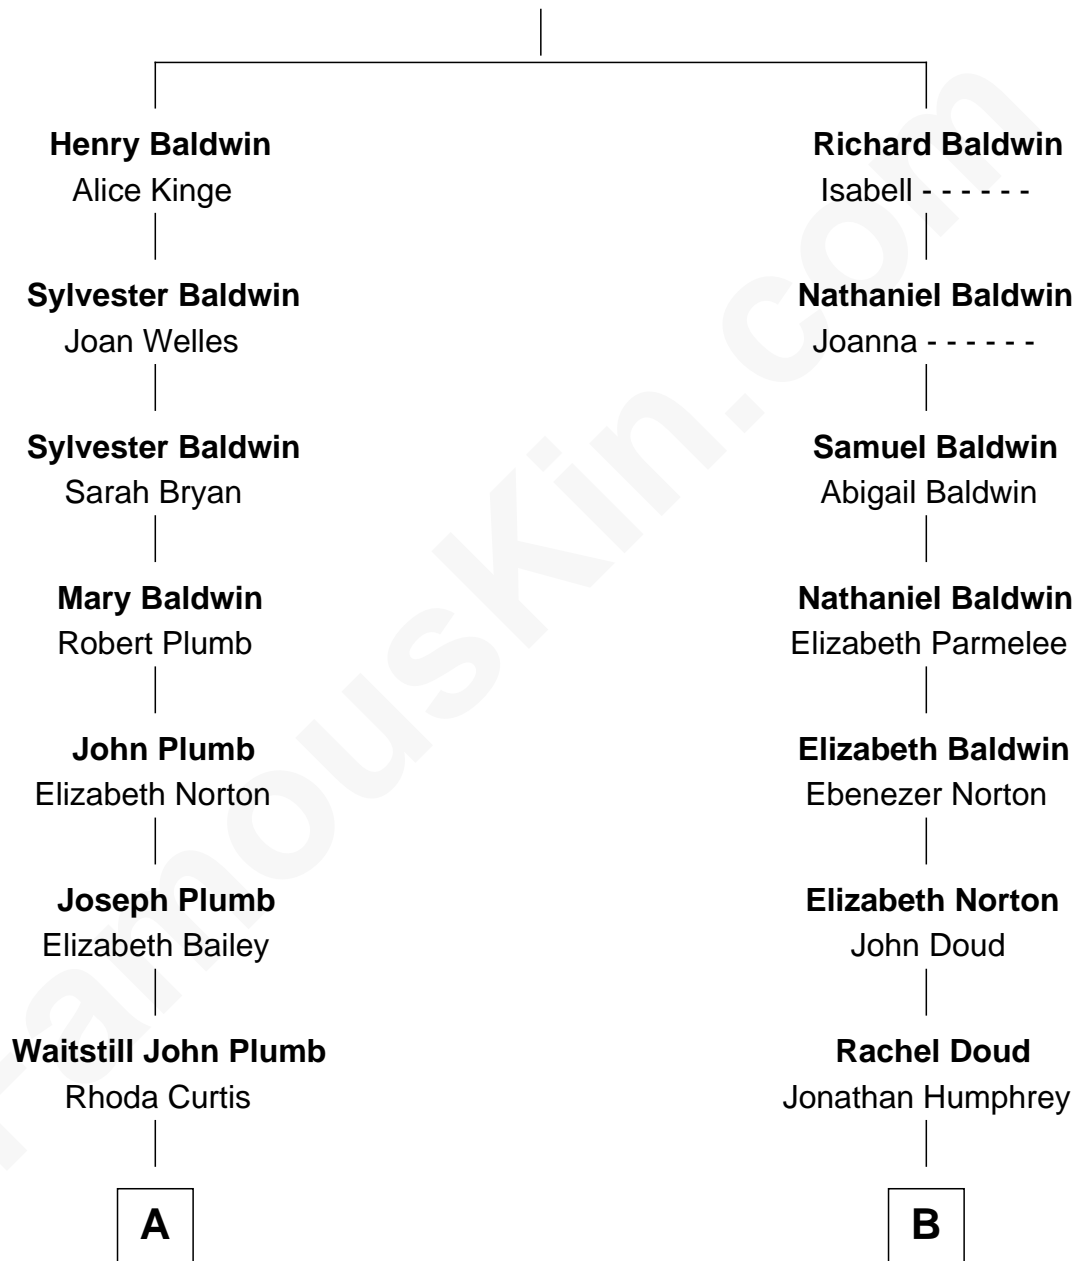 Henry Baldwin
Alice Kinge
Sylvester Baldwin
Joan Welles
Sylvester Baldwin
Sarah Bryan
Mary Baldwin
Robert Plumb
John Plumb
Elizabeth Norton
Joseph Plumb
Elizabeth Bailey
Waitstill John Plumb
Rhoda Curtis
A
Richard Baldwin
Isabell - - - - - -
Nathaniel Baldwin
Joanna - - - - - -
Samuel Baldwin
Abigail Baldwin
Nathaniel Baldwin
Elizabeth Parmelee
Elizabeth Baldwin
Ebenezer Norton
Elizabeth Norton
John Doud
Rachel Doud
Jonathan Humphrey
B
FamousKin.com